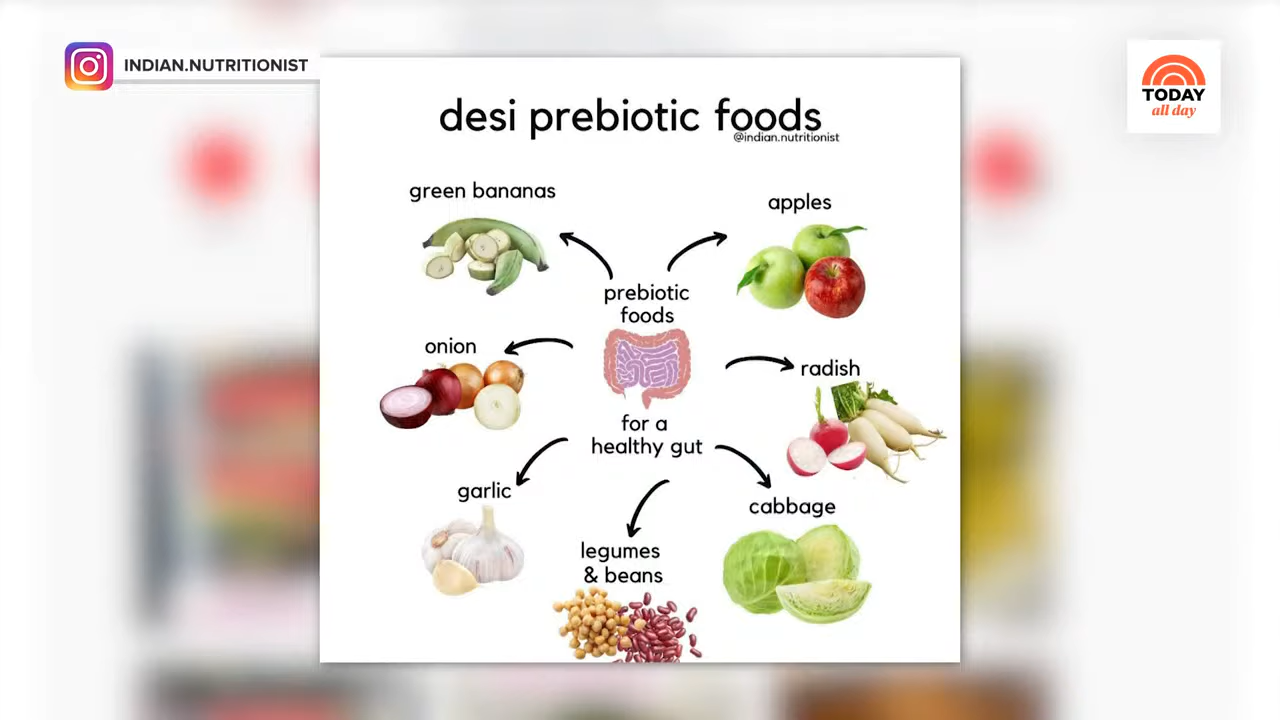 INDIAN.NUTRITIONIST
TODAY
all day
desi prebiotic foods
@indian.nutritionist
green bananas
apples
prebiotic
foods
onion
radish
for a
healthy gut
garlic
cabbage
legumes
& beans